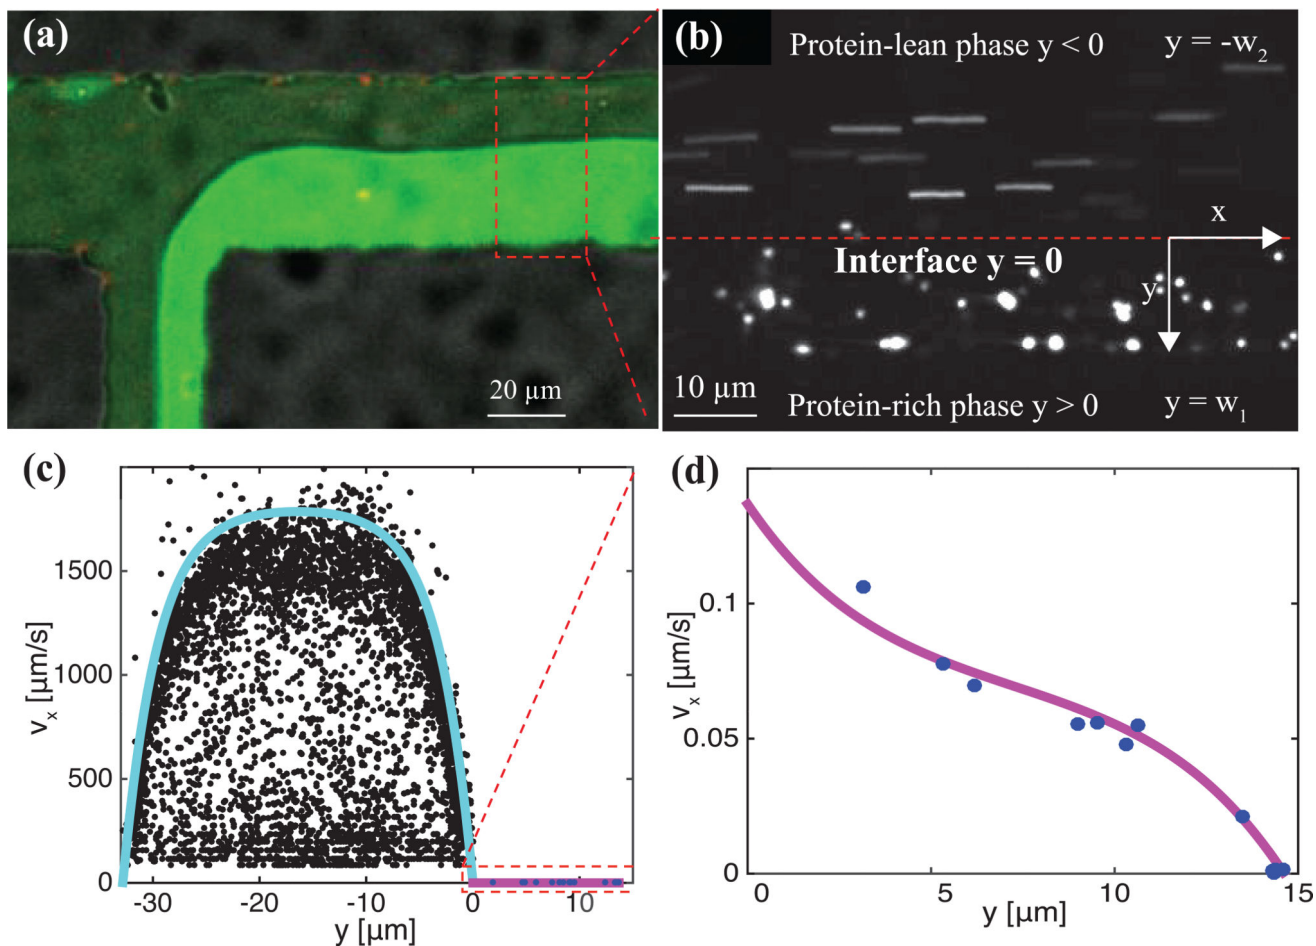 (a)
20 µm
(b)
Protein-lean phase y < 0
y = -w₂
x
Interface y = 0
y
10 µm
Protein-rich phase y > 0
y = w₁
(c)
vₓ [µm/s]
1500
1000
500
0
-30
-20
-10
0
10
y [µm]
(d)
vₓ [µm/s]
0.1
0.05
0
0
5
10
15
y [µm]